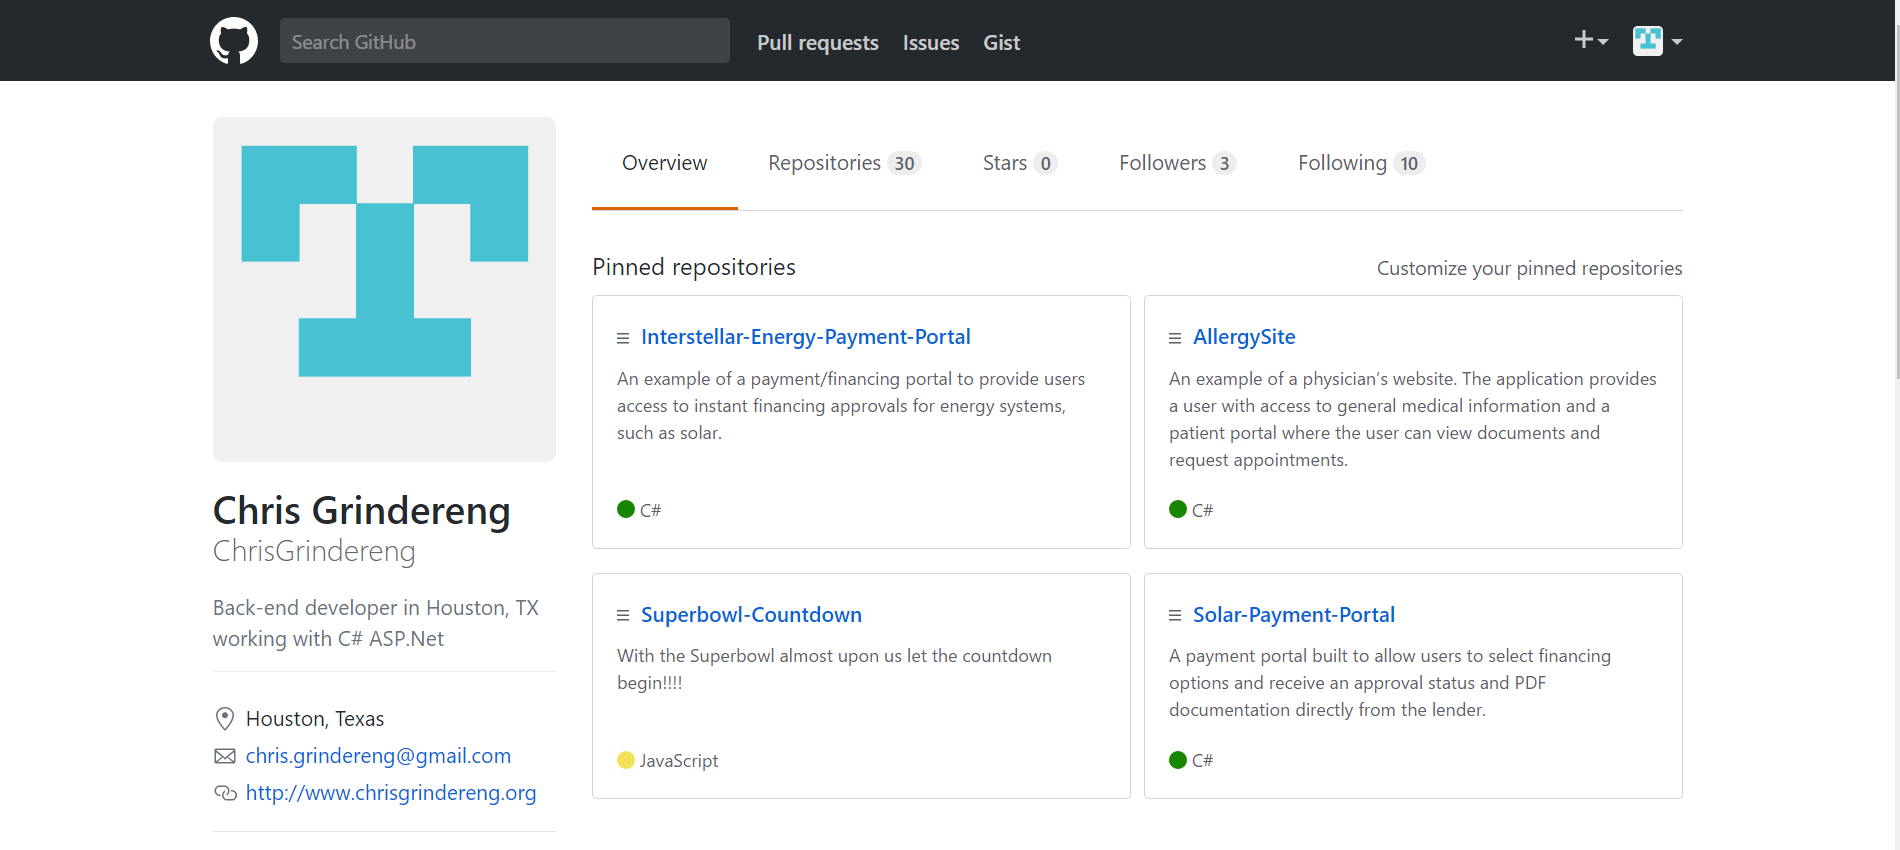 Search GitHub
Pull requests
Issues
Gist
Overview
Repositories 30
Stars 0
Followers 3
Following 10
Pinned repositories
Customize your pinned repositories
Interstellar-Energy-Payment-Portal
An example of a payment/financing portal to provide users
access to instant financing approvals for energy systems,
such as solar.
C#
AllergySite
An example of a physician’s website. The application provides
a user with access to general medical information and a
patient portal where the user can view documents and
request appointments.
C#
Superbowl-Countdown
With the Superbowl almost upon us let the countdown
begin!!!!
JavaScript
Solar-Payment-Portal
A payment portal built to allow users to select financing
options and receive an approval status and PDF
documentation directly from the lender.
C#
Chris Grindereng
ChrisGrindereng
Back-end developer in Houston, TX
working with C# ASP.Net
Houston, Texas
chris.grindereng@gmail.com
http://www.chrisgrindereng.org